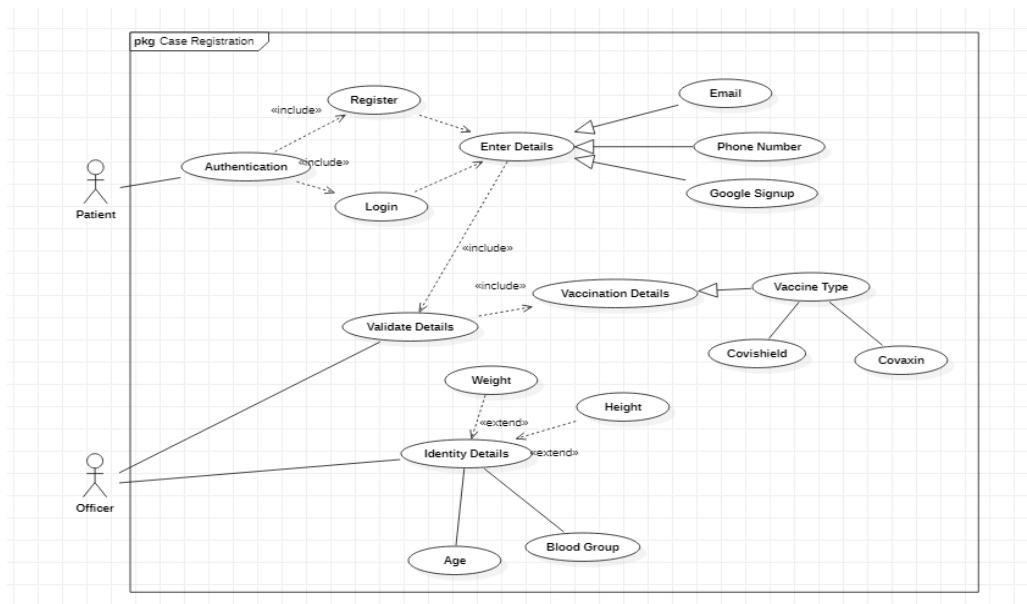 pkg Case Registration
Email
Register
«include»
Enter Details
Phone Number
Authentication
«include»
Google Signup
Login
Patient
«include»
«include»
Vaccination Details
Vaccine Type
Validate Details
Covishield
Covaxin
Weight
Height
«extend»
Identity Details
«extend»
Officer
Blood Group
Age